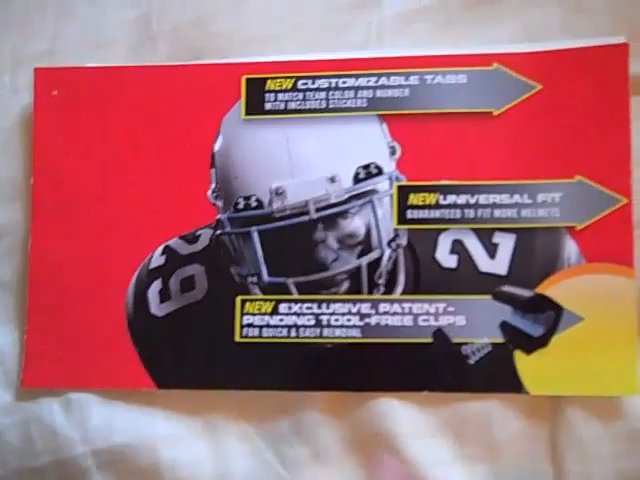 NEW CUSTOMIZABLE TABS
TO MATCH TEAM COLOR AND NUMBER
WITH INCLUDED STICKERS
NEW UNIVERSAL FIT
GUARANTEED TO FIT MORE HELMETS
29
2
NEW EXCLUSIVE, PATENT-
PENDING TOOL-FREE CLIPS
FOR QUICK & EASY REMOVAL